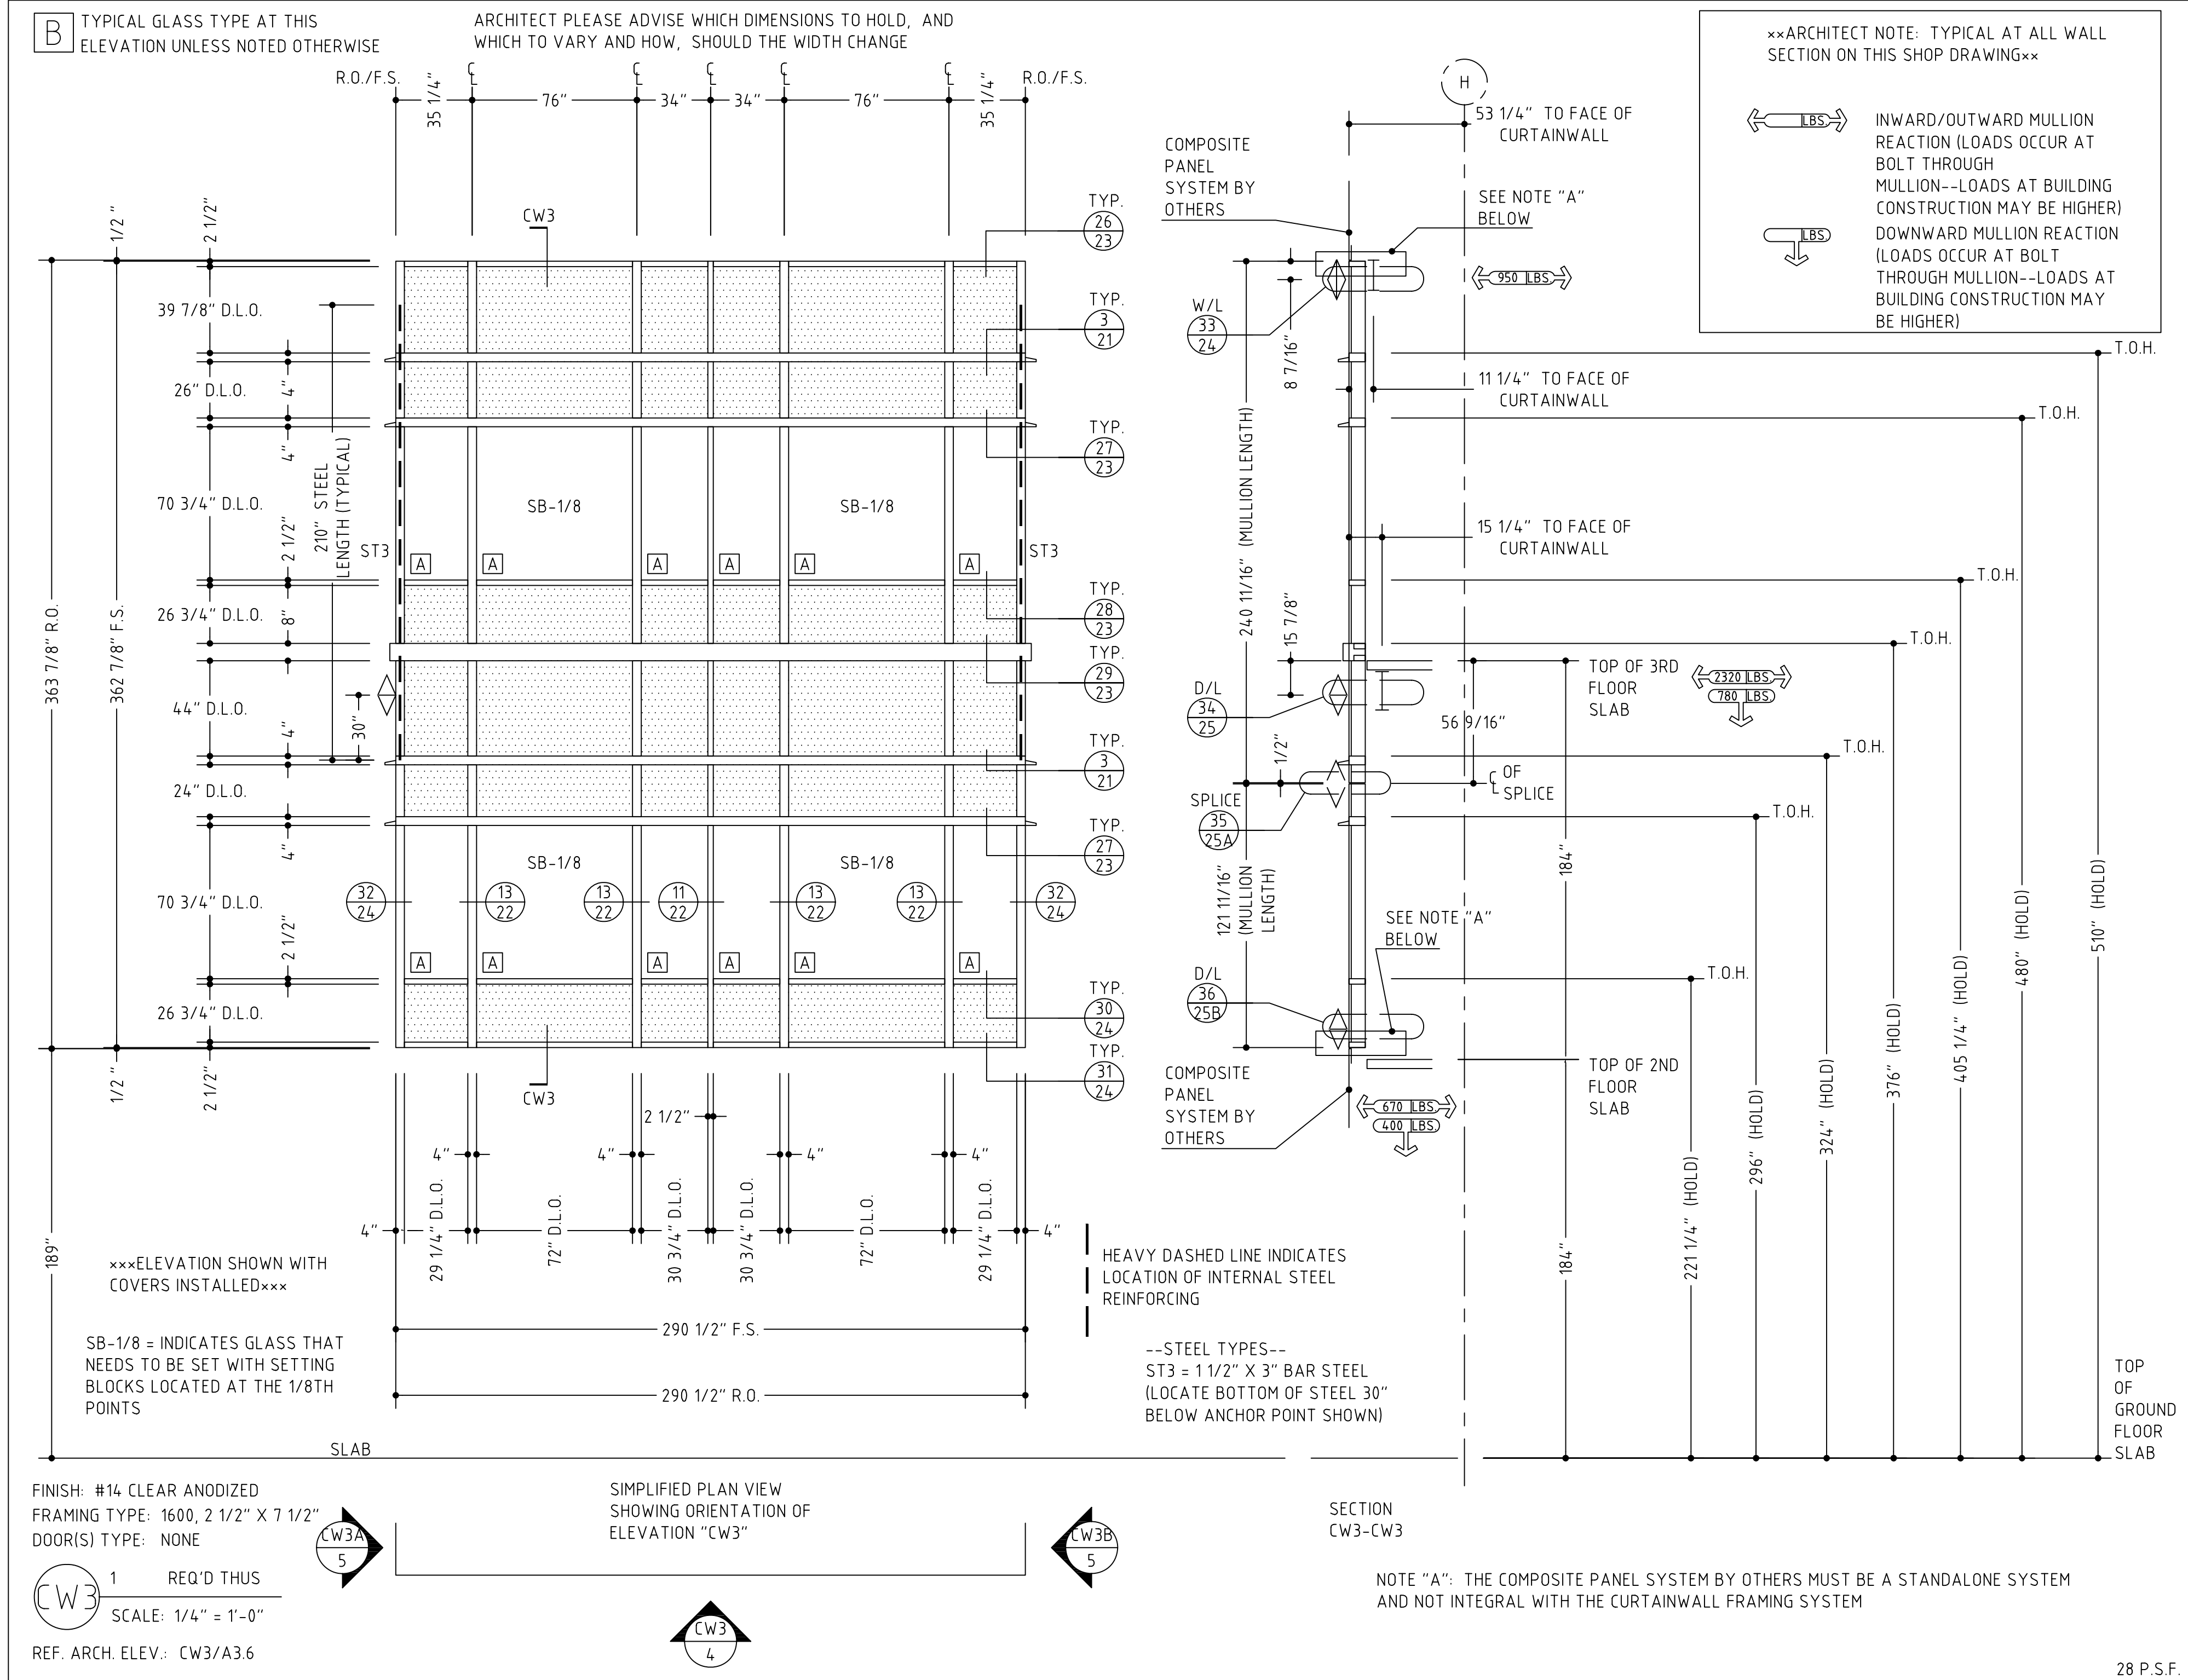 B
TYPICAL GLASS TYPE AT THIS
ELEVATION UNLESS NOTED OTHERWISE
ARCHITECT PLEASE ADVISE WHICH DIMENSIONS TO HOLD, AND
WHICH TO VARY AND HOW, SHOULD THE WIDTH CHANGE
R.O./F.S.
R.O./F.S.
35 1/4"
76"
34"
34"
76"
35 1/4"
××ARCHITECT NOTE: TYPICAL AT ALL WALL
SECTION ON THIS SHOP DRAWING××
LBS.
INWARD/OUTWARD MULLION
REACTION (LOADS OCCUR AT
BOLT THROUGH
MULLION--LOADS AT BUILDING
CONSTRUCTION MAY BE HIGHER)
LBS.
DOWNWARD MULLION REACTION
(LOADS OCCUR AT BOLT
THROUGH MULLION--LOADS AT
BUILDING CONSTRUCTION MAY
BE HIGHER)
363 7/8" R.O.
362 7/8" F.S.
1/2"
2 1/2"
39 7/8" D.L.O.
26" D.L.O.
4"
4"
70 3/4" D.L.O.
2 1/2"
26 3/4" D.L.O.
8"
44" D.L.O.
4"
24" D.L.O.
4"
70 3/4" D.L.O.
2 1/2"
26 3/4" D.L.O.
1/2"
2 1/2"
189"
210" STEEL
LENGTH (TYPICAL)
30"
ST3
ST3
CW3
SB-1/8
SB-1/8
A
A
A
A
A
A
SB-1/8
SB-1/8
32
24
13
22
13
22
11
22
13
22
13
22
32
24
A
A
A
A
A
A
CW3
TYP.
26
23
TYP.
3
21
TYP.
27
23
TYP.
28
23
TYP.
29
23
TYP.
3
21
TYP.
27
23
TYP.
30
24
TYP.
31
24
2 1/2"
4"
4"
4"
4"
4"
29 1/4" D.L.O.
72" D.L.O.
30 3/4" D.L.O.
30 3/4" D.L.O.
72" D.L.O.
29 1/4" D.L.O.
4"
290 1/2" F.S.
290 1/2" R.O.
H
53 1/4" TO FACE OF
CURTAINWALL
COMPOSITE
PANEL
SYSTEM BY
OTHERS
SEE NOTE "A"
BELOW
950 LBS.
W/L
33
24
8 7/16"
11 1/4" TO FACE OF
CURTAINWALL
240 11/16" (MULLION LENGTH)
15 1/4" TO FACE OF
CURTAINWALL
15 7/8"
D/L
34
25
TOP OF 3RD
FLOOR
SLAB
2320 LBS.
780 LBS.
56 9/16"
1/2"
℄ OF
SPLICE
SPLICE
35
25A
121 11/16"
(MULLION
LENGTH)
SEE NOTE "A"
BELOW
D/L
36
25B
COMPOSITE
PANEL
SYSTEM BY
OTHERS
TOP OF 2ND
FLOOR
SLAB
670 LBS.
400 LBS.
T.O.H.
T.O.H.
T.O.H.
T.O.H.
T.O.H.
T.O.H.
T.O.H.
184"
184"
221 1/4" (HOLD)
296" (HOLD)
324" (HOLD)
376" (HOLD)
405 1/4" (HOLD)
480" (HOLD)
510" (HOLD)
TOP
OF
GROUND
FLOOR
SLAB
×××ELEVATION SHOWN WITH
COVERS INSTALLED×××
SB-1/8 = INDICATES GLASS THAT
NEEDS TO BE SET WITH SETTING
BLOCKS LOCATED AT THE 1/8TH
POINTS
HEAVY DASHED LINE INDICATES
LOCATION OF INTERNAL STEEL
REINFORCING
--STEEL TYPES--
ST3 = 1 1/2" X 3" BAR STEEL
(LOCATE BOTTOM OF STEEL 30"
BELOW ANCHOR POINT SHOWN)
SLAB
FINISH: #14 CLEAR ANODIZED
FRAMING TYPE: 1600, 2 1/2" X 7 1/2"
DOOR(S) TYPE: NONE
CW3
1 REQ'D THUS
SCALE: 1/4" = 1'-0"
REF. ARCH. ELEV.: CW3/A3.6
SIMPLIFIED PLAN VIEW
SHOWING ORIENTATION OF
ELEVATION "CW3"
CW3A
5
CW3B
5
CW3
4
SECTION
CW3-CW3
NOTE "A": THE COMPOSITE PANEL SYSTEM BY OTHERS MUST BE A STANDALONE SYSTEM
AND NOT INTEGRAL WITH THE CURTAINWALL FRAMING SYSTEM
28 P.S.F.